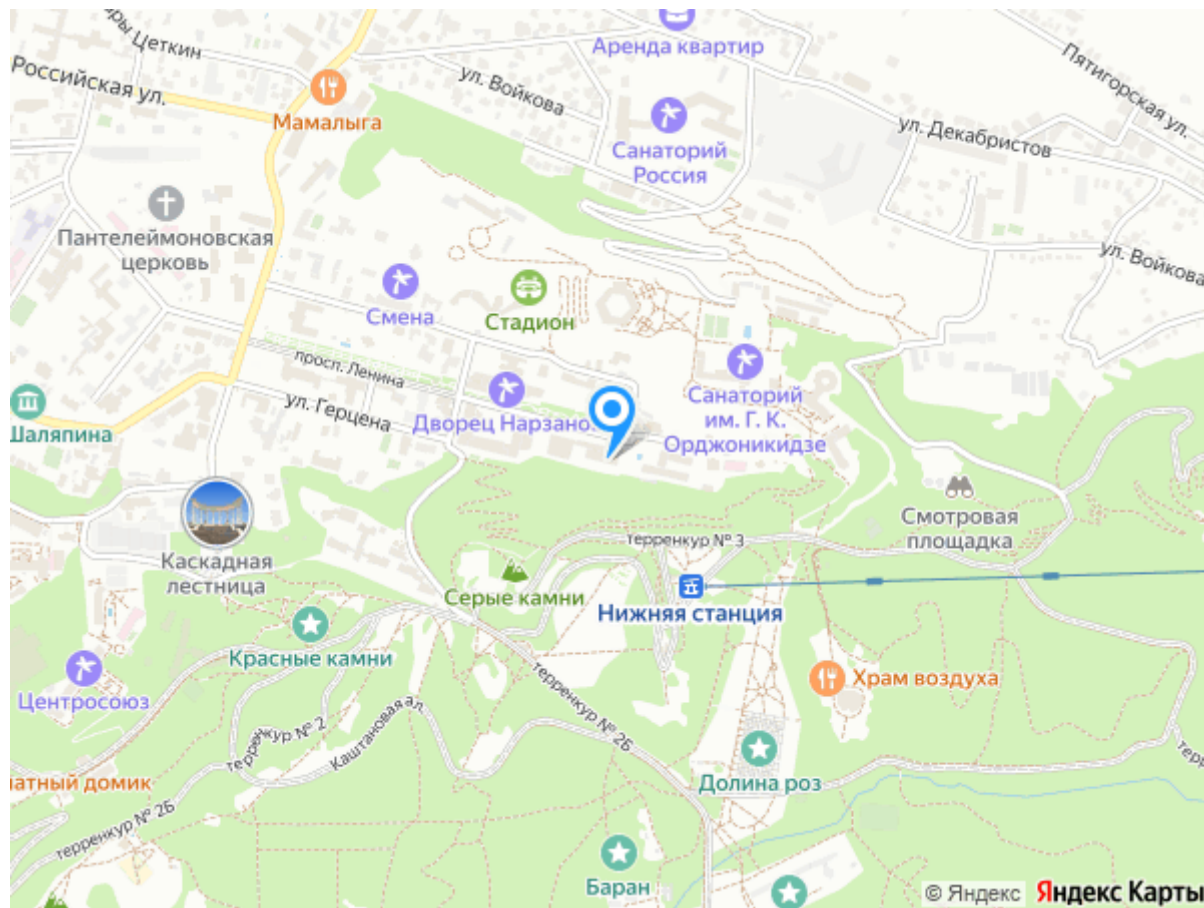 ры Цеткин
Российская ул.
Мамалыга
ул. Войкова
Аренда квартир
Пятигорская ул.
Санаторий
Россия
ул. Декабристов
Пантелеймоновская
церковь
ул. Войкова
Смена
Стадион
просп. Ленина
ул. Герцена
Дворец Нарзано
Санаторий
им. Г. К.
Орджоникидзе
Шаляпина
Каскадная
лестница
Смотровая
площадка
терренкур № 3
Серые камни
Нижняя станция
Красные камни
Центросоюз
терренкур № 2Б
Храм воздуха
терренкур № 2
Каштановая ал.
Долина роз
атный домик
терренкур № 2Б
Баран
© Яндекс Яндекс Карты